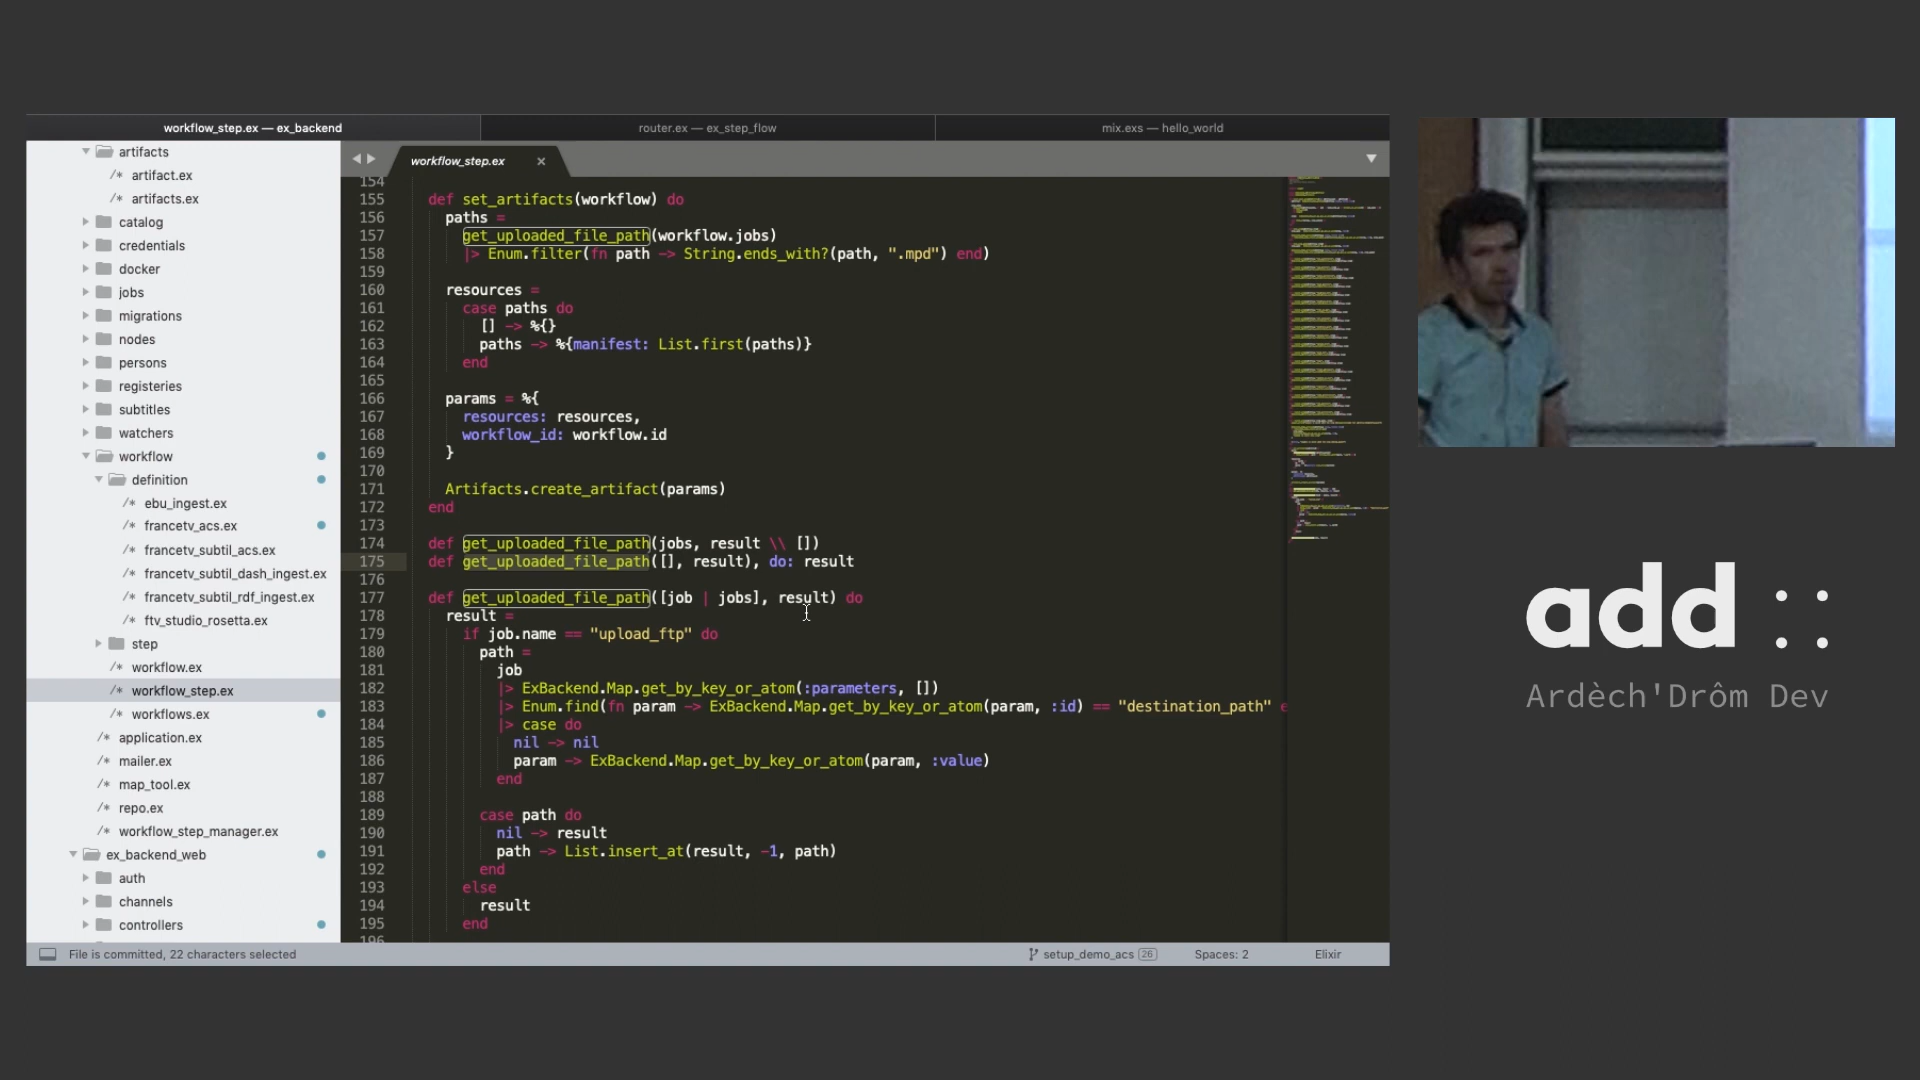 workflow_step.ex — ex_backend
router.ex — ex_step_flow
mix.exs — hello_world
artifacts
/* artifact.ex
/* artifacts.ex
catalog
credentials
docker
jobs
migrations
nodes
persons
registeries
subtitles
watchers
workflow
definition
/* ebu_ingest.ex
/* francetv_acs.ex
/* francetv_subtil_acs.ex
/* francetv_subtil_dash_ingest.ex
/* francetv_subtil_rdf_ingest.ex
/* ftv_studio_rosetta.ex
step
/* workflow.ex
/* workflow_step.ex
/* workflows.ex
/* application.ex
/* mailer.ex
/* map_tool.ex
/* repo.ex
/* workflow_step_manager.ex
ex_backend_web
auth
channels
controllers
workflow_step.ex ×
154
155 def set_artifacts(workflow) do
156 paths =
157 get_uploaded_file_path(workflow.jobs)
158 |> Enum.filter(fn path -> String.ends_with?(path, ".mpd") end)
159
160 resources =
161 case paths do
162 [] -> %{}
163 paths -> %{manifest: List.first(paths)}
164 end
165
166 params = %{
167 resources: resources,
168 workflow_id: workflow.id
169 }
170
171 Artifacts.create_artifact(params)
172 end
173
174 def get_uploaded_file_path(jobs, result \\ [])
175 def get_uploaded_file_path([], result), do: result
176
177 def get_uploaded_file_path([job | jobs], result) do
178 result =
179 if job.name == "upload_ftp" do
180 path =
181 job
182 |> ExBackend.Map.get_by_key_or_atom(:parameters, [])
183 |> Enum.find(fn param -> ExBackend.Map.get_by_key_or_atom(param, :id) == "destination_path" e
184 |> case do
185 nil -> nil
186 param -> ExBackend.Map.get_by_key_or_atom(param, :value)
187 end
188
189 case path do
190 nil -> result
191 path -> List.insert_at(result, -1, path)
192 end
193 else
194 result
195 end
196
File is committed, 22 characters selected
setup_demo_acs 26
Spaces: 2
Elixir
add ::
Ardèch'Drôm Dev